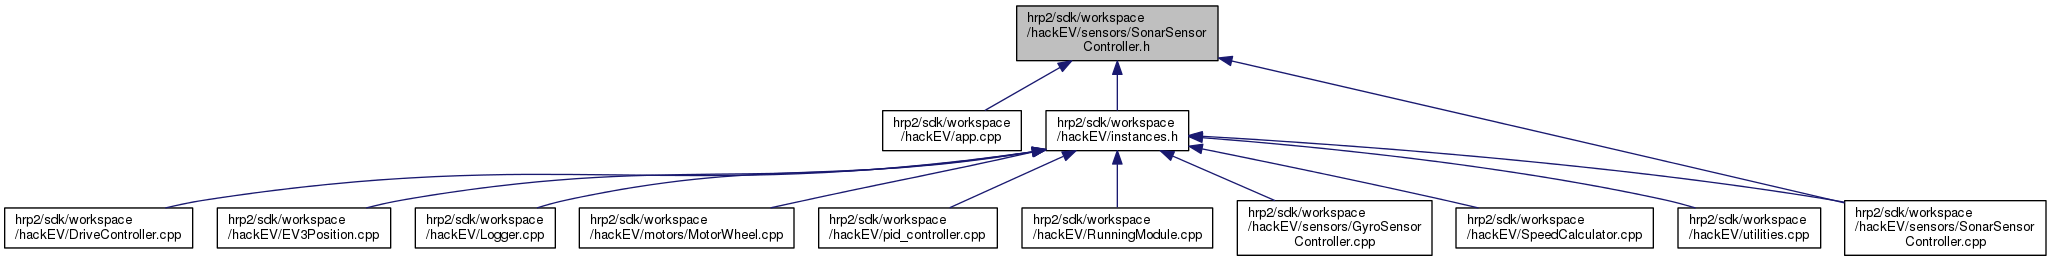 hrp2/sdk/workspace
/hackEV/sensors/SonarSensor
Controller.h
hrp2/sdk/workspace
/hackEV/app.cpp
hrp2/sdk/workspace
/hackEV/instances.h
hrp2/sdk/workspace
/hackEV/DriveController.cpp
hrp2/sdk/workspace
/hackEV/EV3Position.cpp
hrp2/sdk/workspace
/hackEV/Logger.cpp
hrp2/sdk/workspace
/hackEV/motors/MotorWheel.cpp
hrp2/sdk/workspace
/hackEV/pid_controller.cpp
hrp2/sdk/workspace
/hackEV/RunningModule.cpp
hrp2/sdk/workspace
/hackEV/sensors/GyroSensor
Controller.cpp
hrp2/sdk/workspace
/hackEV/SpeedCalculator.cpp
hrp2/sdk/workspace
/hackEV/utilities.cpp
hrp2/sdk/workspace
/hackEV/sensors/SonarSensor
Controller.cpp